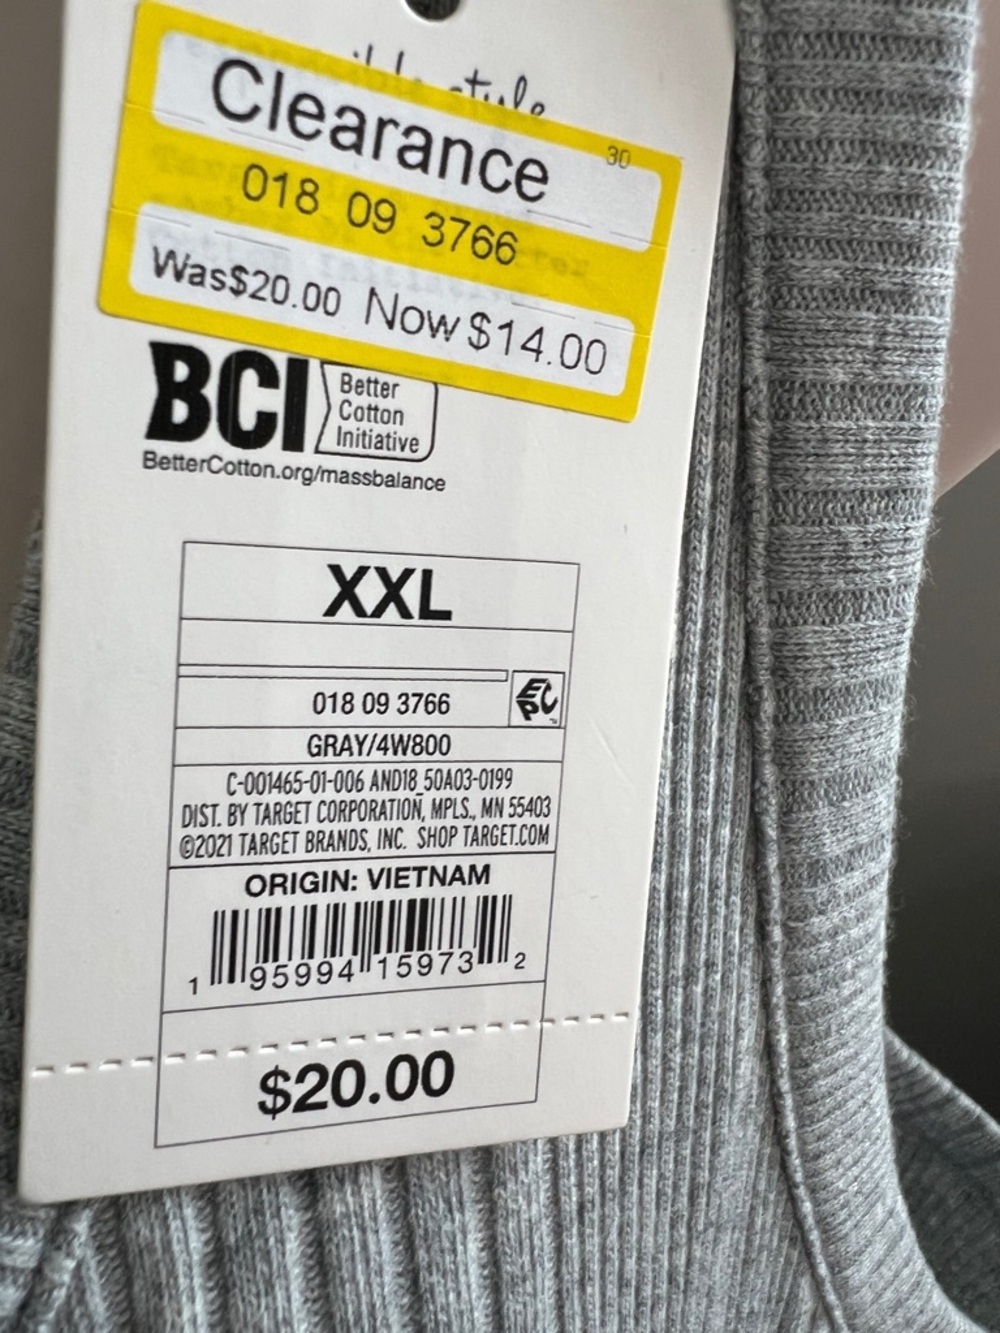 style
Clearance
30
018 09 3766
Was $20.00 Now $14.00
BCI
Better
Cotton
Initiative
BetterCotton.org/massbalance
XXL
018 09 3766
EPC
GRAY/4W800
C-001465-01-006 AND18_50A03-0199
DIST. BY TARGET CORPORATION, MPLS., MN 55403
©2021 TARGET BRANDS, INC. SHOP TARGET.COM
ORIGIN: VIETNAM
1 95994 15973 2
$20.00